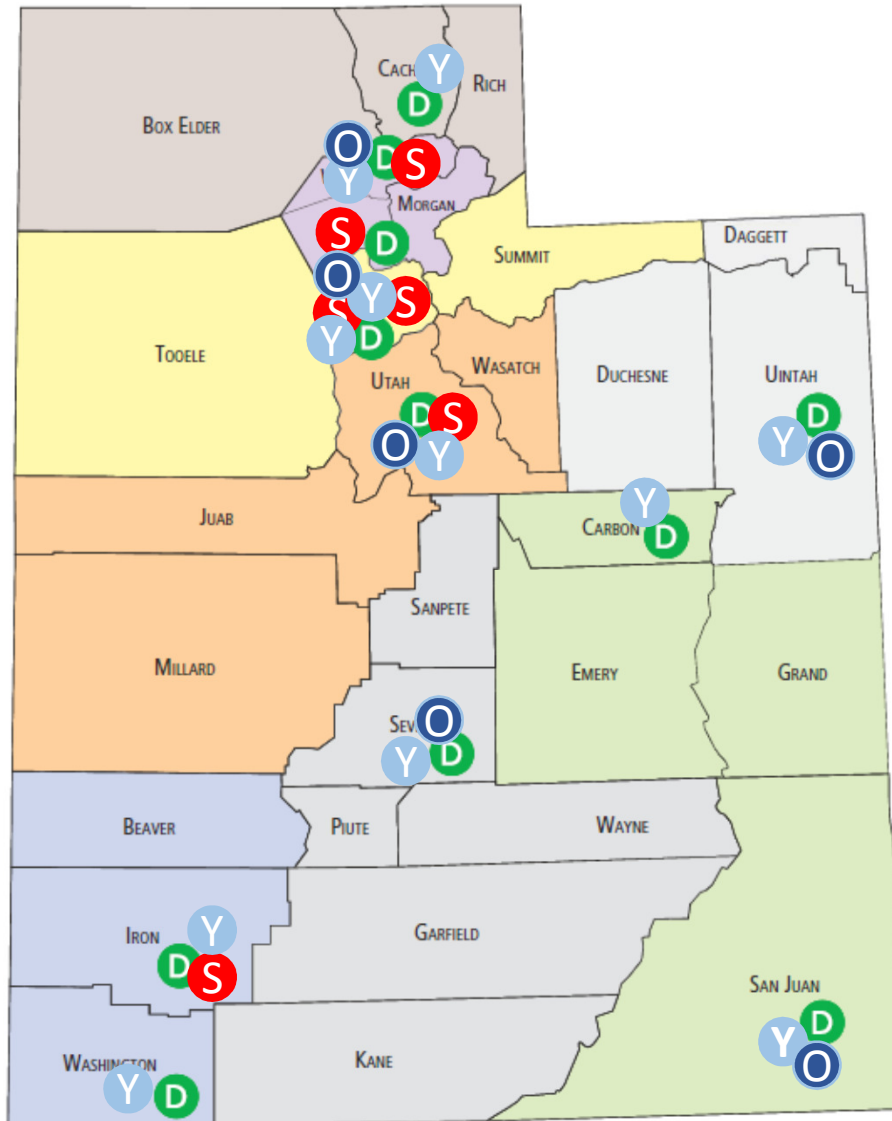 CACH
Y
RICH
D
BOX ELDER
O
D
S
Y
MORGAN
S
D
DAGGETT
SUMMIT
O
Y
S
S
Y
D
TOOELE
WASATCH
UTAH
DUCHESNE
UINTAH
D
S
D
O
Y
Y
O
Y
JUAB
CARBON
D
SANPETE
MILLARD
EMERY
GRAND
O
SEV
Y
D
BEAVER
PIUTE
WAYNE
Y
IRON
GARFIELD
D
S
SAN JUAN
D
Y
KANE
WASHINGTON
O
Y
D